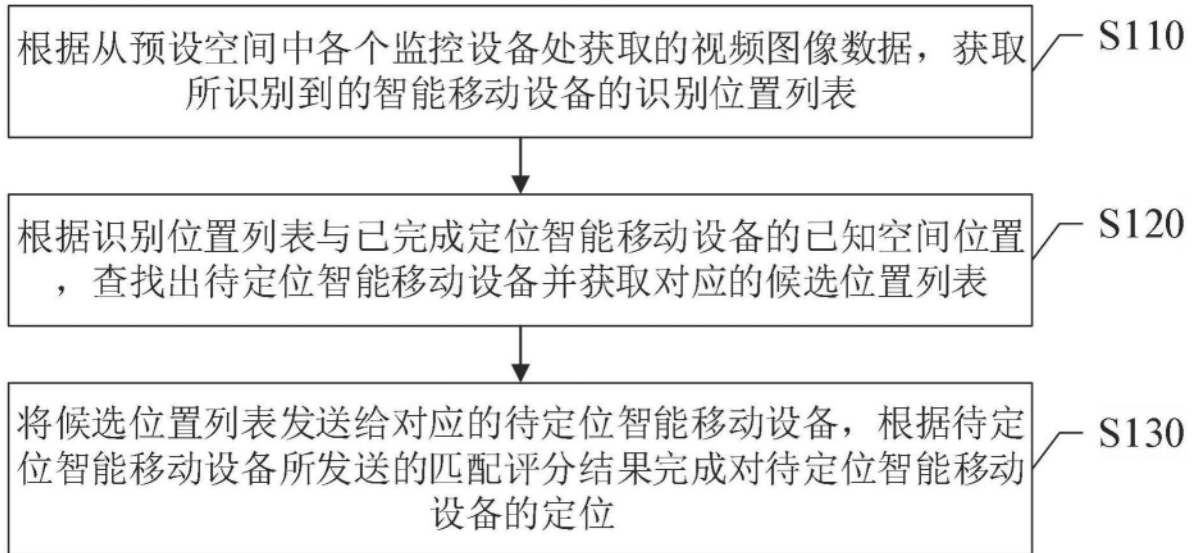 根据从预设空间中各个监控设备处获取的视频图像数据，获取
所识别到的智能移动设备的识别位置列表
S110
根据识别位置列表与已完成定位智能移动设备的已知空间位置
，查找出待定位智能移动设备并获取对应的候选位置列表
S120
将候选位置列表发送给对应的待定位智能移动设备，根据待定
位智能移动设备所发送的匹配评分结果完成对待定位智能移动
设备的定位
S130